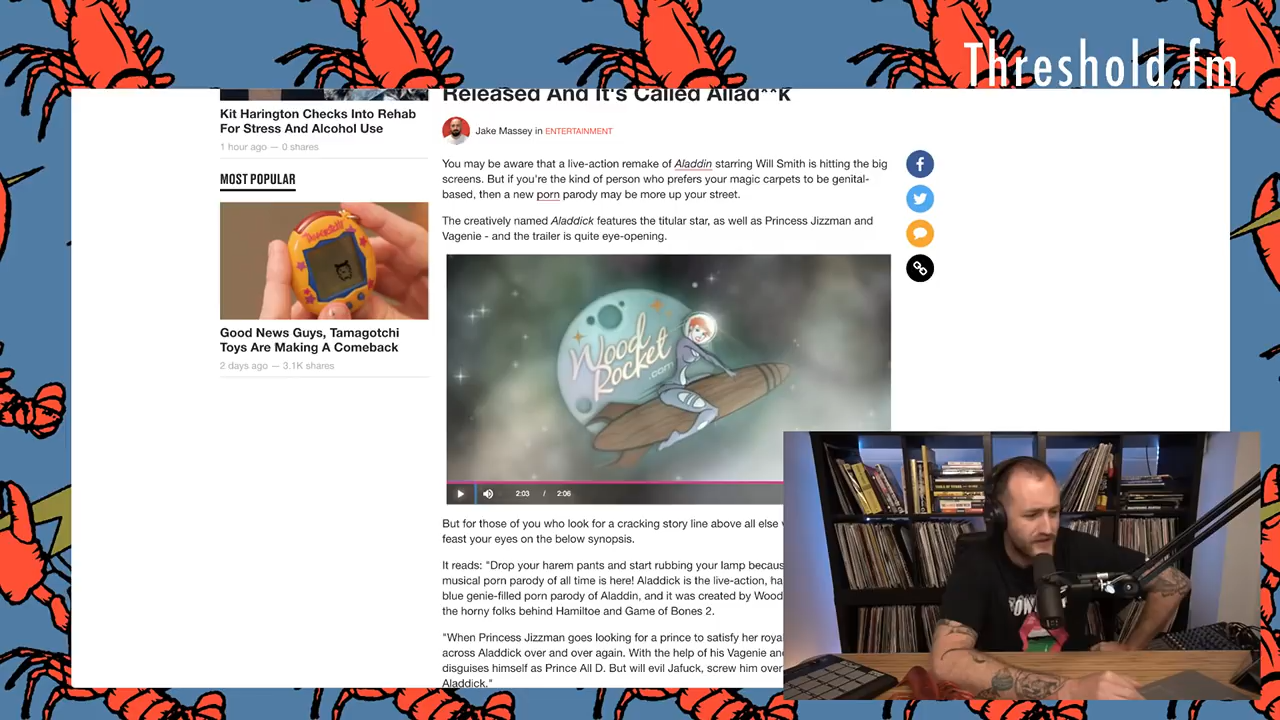 Threshold.fm
Released And It's Called Allad**k
Kit Harington Checks Into Rehab
For Stress And Alcohol Use
1 hour ago — 0 shares
MOST POPULAR
Good News Guys, Tamagotchi
Toys Are Making A Comeback
2 days ago — 3.1K shares
Jake Massey in ENTERTAINMENT
You may be aware that a live-action remake of Aladdin starring Will Smith is hitting the big
screens. But if you're the kind of person who prefers your magic carpets to be genital-
based, then a new porn parody may be more up your street.
The creatively named Aladdick features the titular star, as well as Princess Jizzman and
Vagenie - and the trailer is quite eye-opening.
Wood
Rocket
.com
2:03 / 2:06
But for those of you who look for a cracking story line above all else
feast your eyes on the below synopsis.
It reads: "Drop your harem pants and start rubbing your lamp becaus
musical porn parody of all time is here! Aladdick is the live-action, ha
blue genie-filled porn parody of Aladdin, and it was created by Wood
the horny folks behind Hamiltoe and Game of Bones 2.
"When Princess Jizzman goes looking for a prince to satisfy her roya
across Aladdick over and over again. With the help of his Vagenie and
disguises himself as Prince All D. But will evil Jafuck, screw him over
Aladdick."